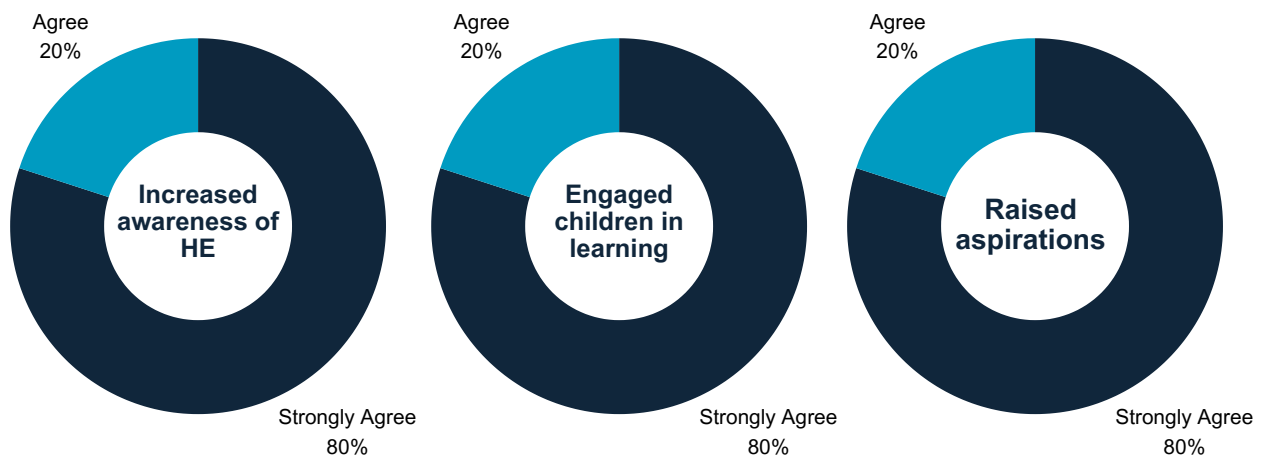 Agree
20%
Increased
awareness of
HE
Strongly Agree
80%
Agree
20%
Engaged
children in
learning
Strongly Agree
80%
Agree
20%
Raised
aspirations
Strongly Agree
80%